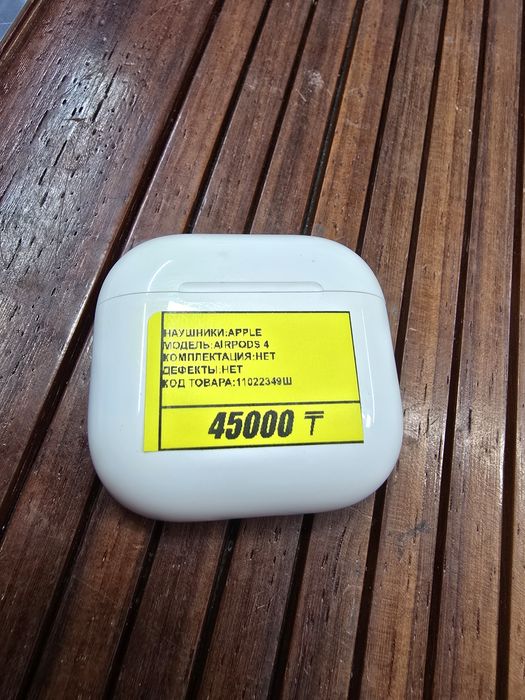 НАУШНИКИ:APPLE
МОДЕЛЬ:AIRPODS 4
КОМПЛЕКТАЦИЯ:НЕТ
ДЕФЕКТЫ:НЕТ
КОД ТОВАРА:11022349Ш
45000 ₸